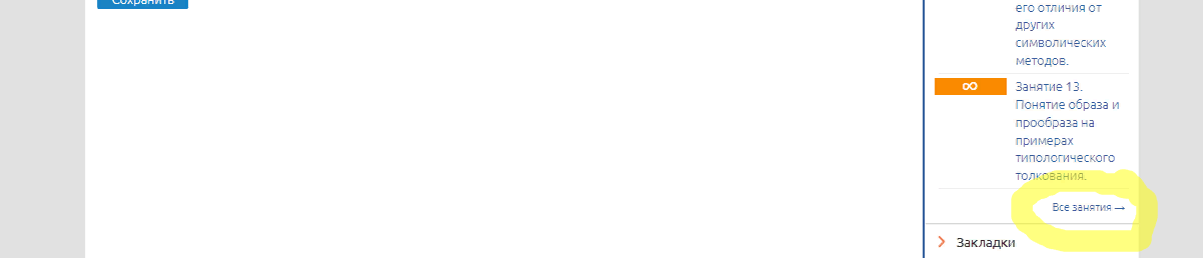 Сохранить
его отличия от
других
символических
методов.
∞
Занятие 13.
Понятие образа и
прообраза на
примерах
типологического
толкования.
Все занятия →
Закладки